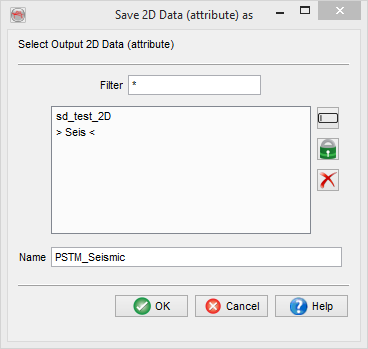 Save 2D Data (attribute) as
Select Output 2D Data (attribute)
Filter *
sd_test_2D
> Seis <
Name PSTM_Seismic
OK Cancel Help